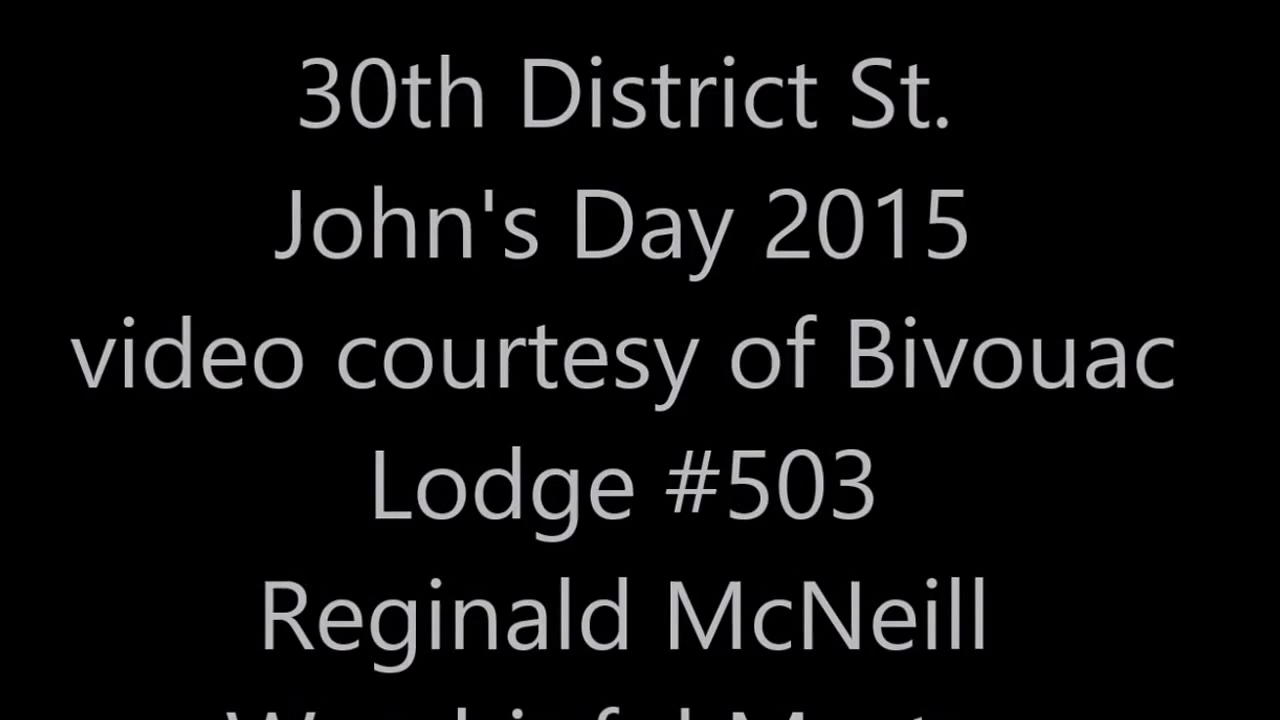 30th District St.
John's Day 2015
video courtesy of Bivouac
Lodge #503
Reginald McNeill